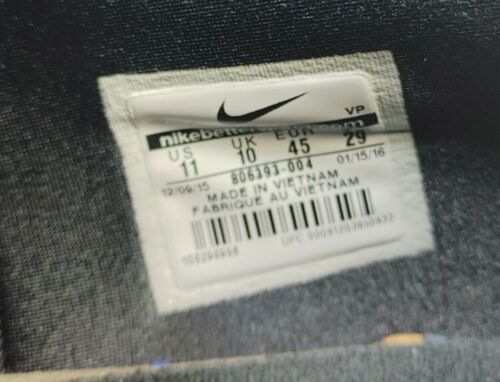 VP
US UK EUR
11 10 45 29
12/09/15 806393-004 01/15/16
MADE IN VIETNAM
FABRIQUE AU VIETNAM
UPC